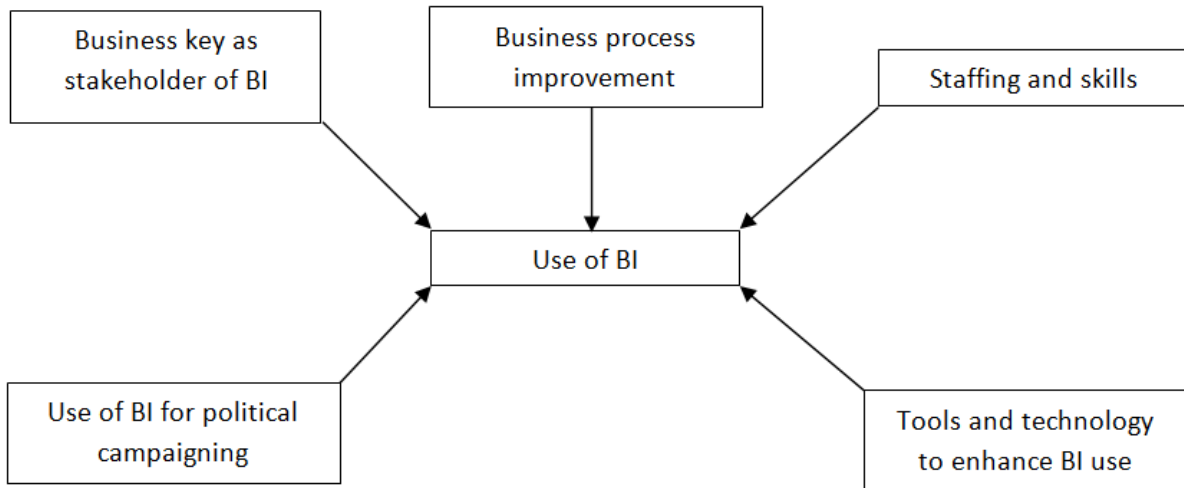 Business key as
stakeholder of BI
Business process
improvement
Staffing and skills
Use of BI
Use of BI for political
campaigning
Tools and technology
to enhance BI use